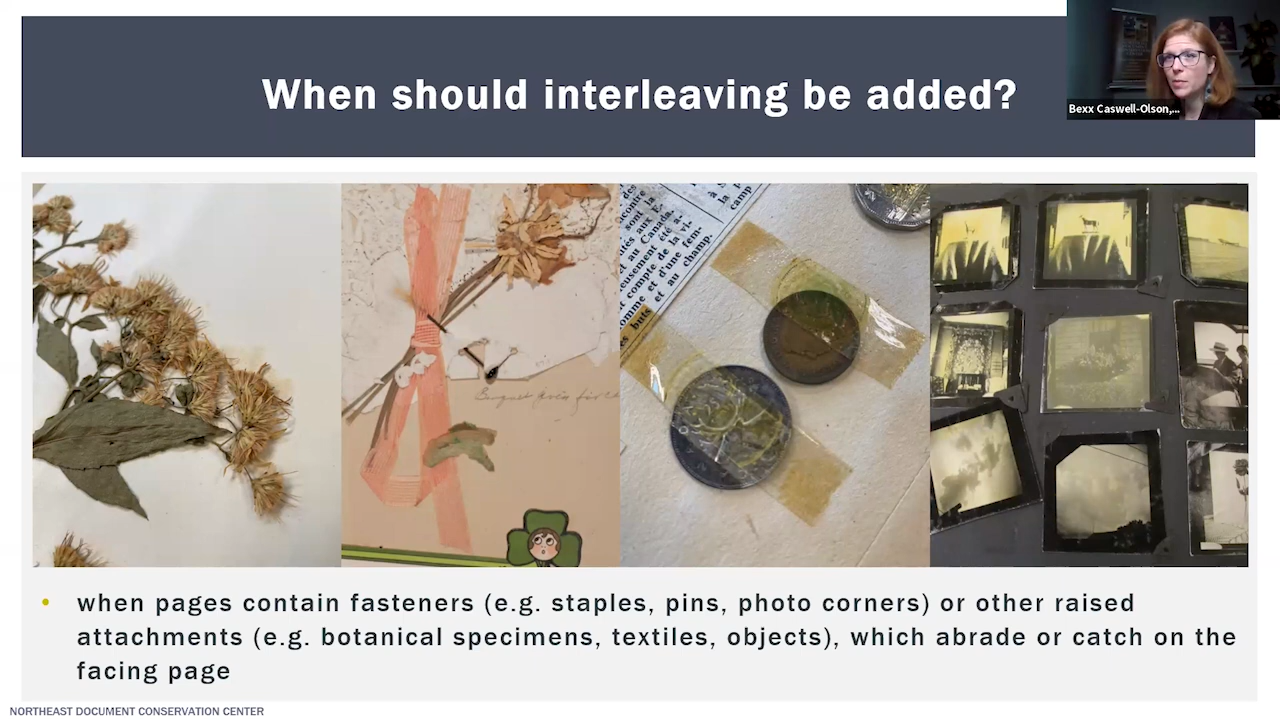 When should interleaving be added?
Bexx Caswell-Olson,...
camp
• when pages contain fasteners (e.g. staples, pins, photo corners) or other raised
attachments (e.g. botanical specimens, textiles, objects), which abrade or catch on the
facing page
NORTHEAST DOCUMENT CONSERVATION CENTER